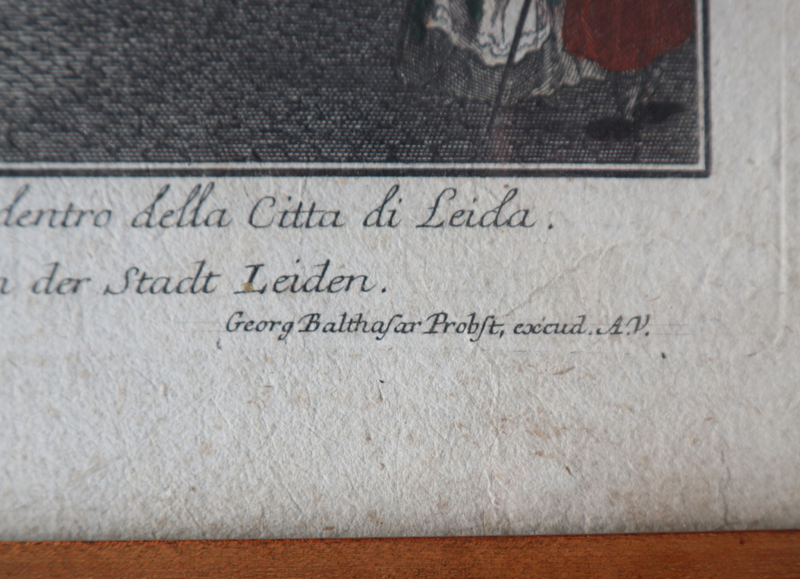 dentro della Citta di Leida.
der Stadt Leiden.
Georg Balthaſar Probſt, excud. A.V.